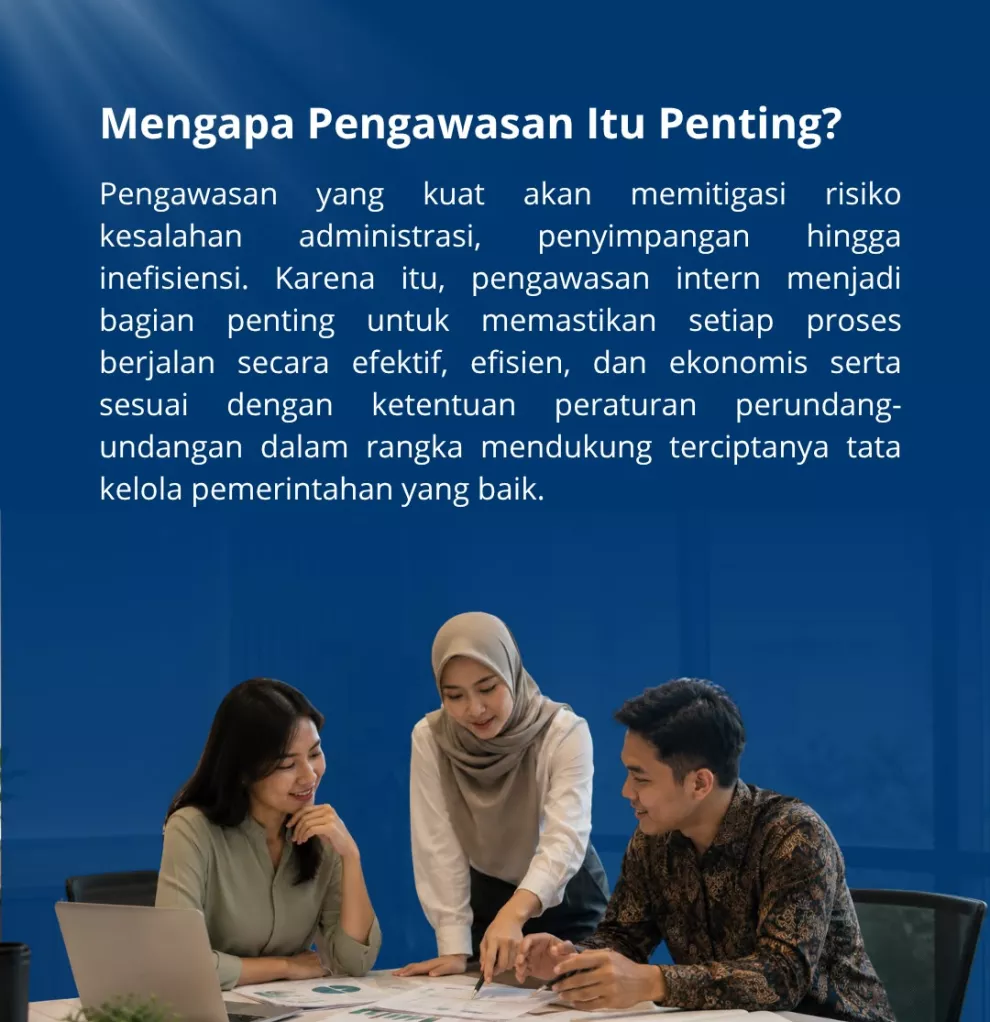 Mengapa Pengawasan Itu Penting?
Pengawasan yang kuat akan memitigasi risiko
kesalahan administrasi, penyimpangan hingga
inefisiensi. Karena itu, pengawasan intern menjadi
bagian penting untuk memastikan setiap proses
berjalan secara efektif, efisien, dan ekonomis serta
sesuai dengan ketentuan peraturan perundang-
undangan dalam rangka mendukung terciptanya tata
kelola pemerintahan yang baik.